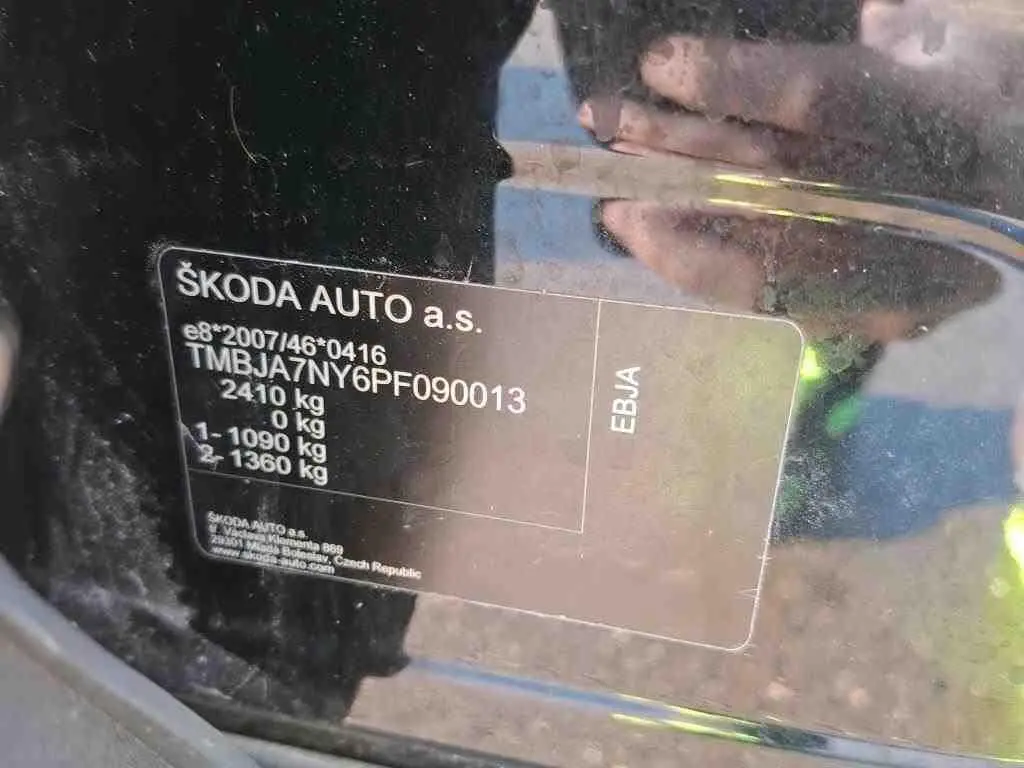 ŠKODA AUTO a.s.
e8*2007/46*0416
TMBJA7NY6PF090013
2410 kg
0 kg
1- 1090 kg
2- 1360 kg
EBJA
ŠKODA AUTO a.s.
tř. Václava Klementa 869
29301 Mladá Boleslav, Czech Republic
www.skoda-auto.com